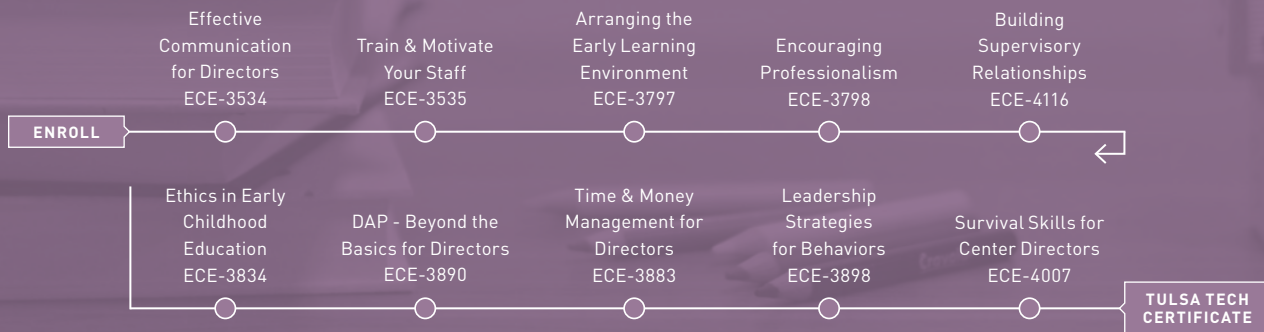 ENROLL
Effective
Communication
for Directors
ECE-3534
Train & Motivate
Your Staff
ECE-3535
Arranging the
Early Learning
Environment
ECE-3797
Encouraging
Professionalism
ECE-3798
Building
Supervisory
Relationships
ECE-4116
Ethics in Early
Childhood
Education
ECE-3834
DAP - Beyond the
Basics for Directors
ECE-3890
Time & Money
Management for
Directors
ECE-3883
Leadership
Strategies
for Behaviors
ECE-3898
Survival Skills for
Center Directors
ECE-4007
TULSA TECH
CERTIFICATE